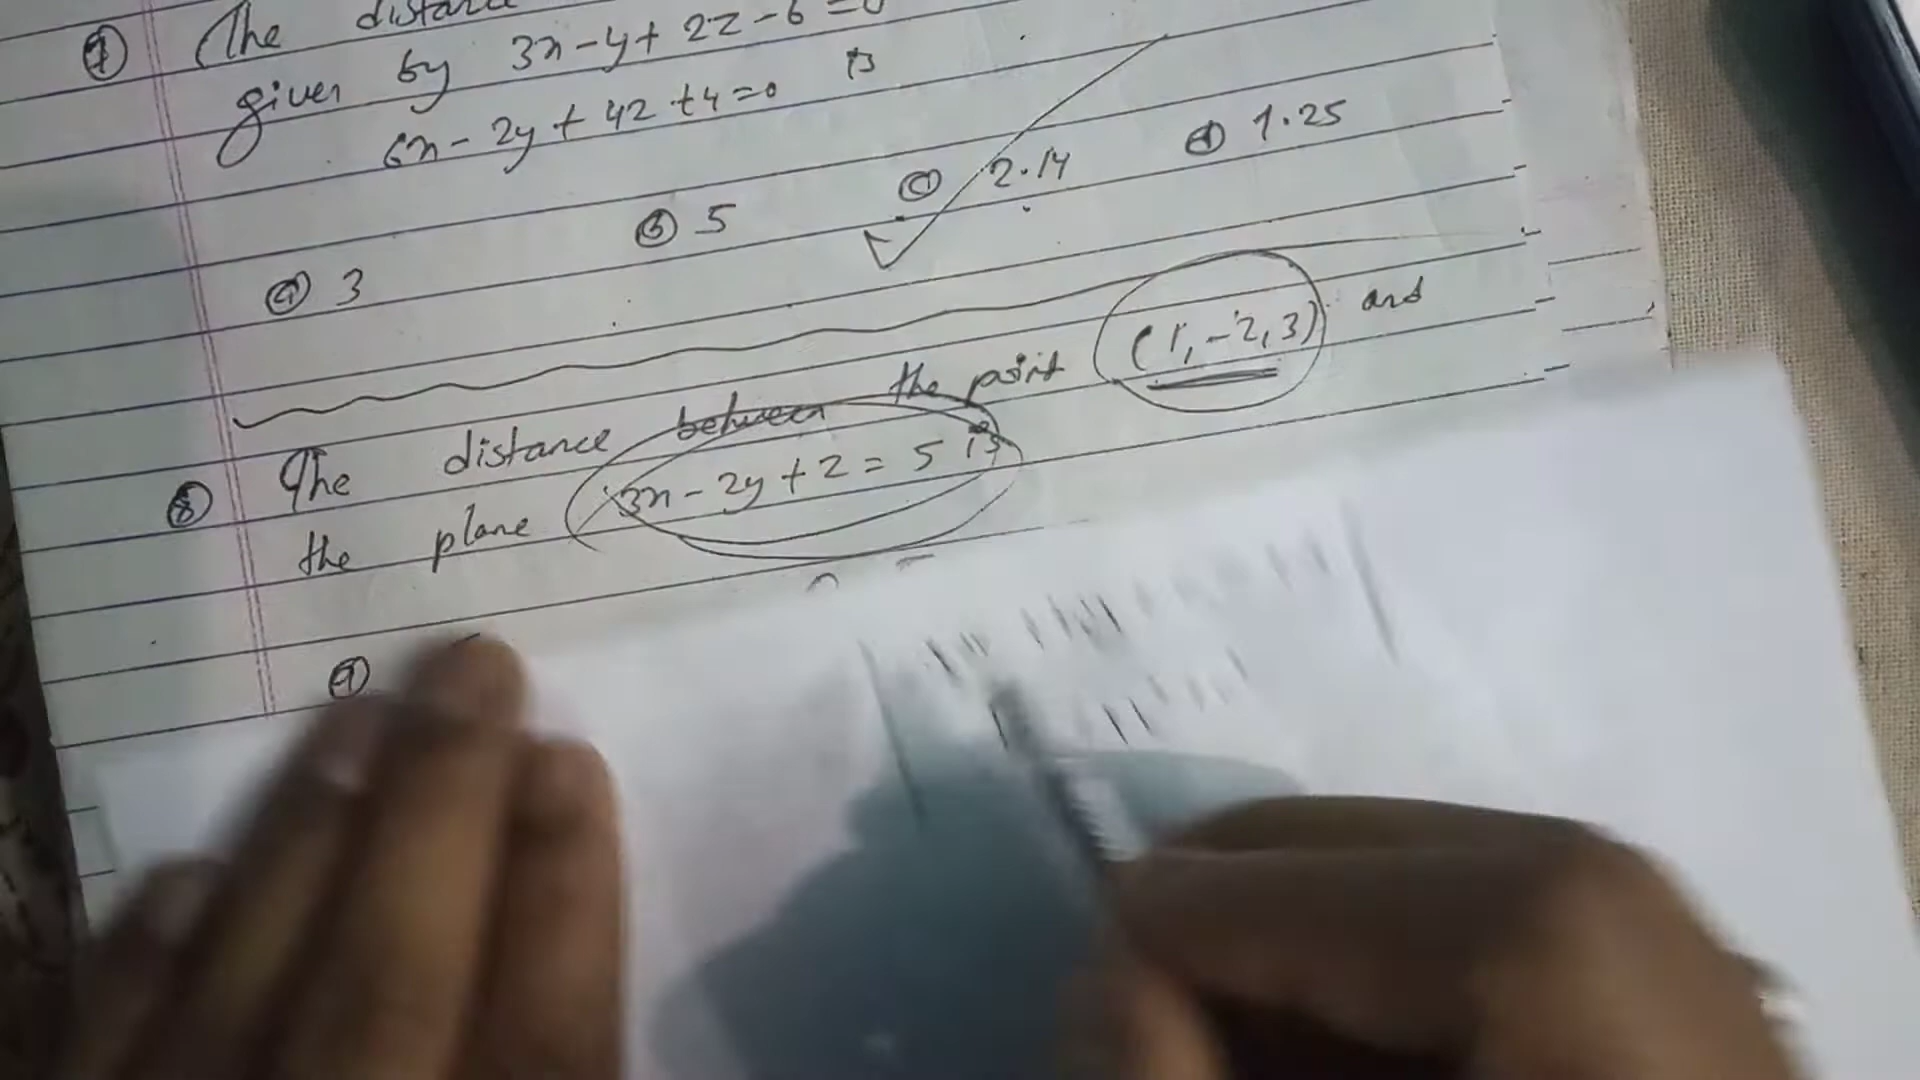 ⑦ The distance
given by 3x-y+2z-6=0
6x-2y+4z+4=0 is
ⓐ 3 ⓑ 5 ⓒ 2.14 ⓓ 1.25
⑧ The distance between the point (1,-2,3) and
the plane 3x-2y+z=5 is